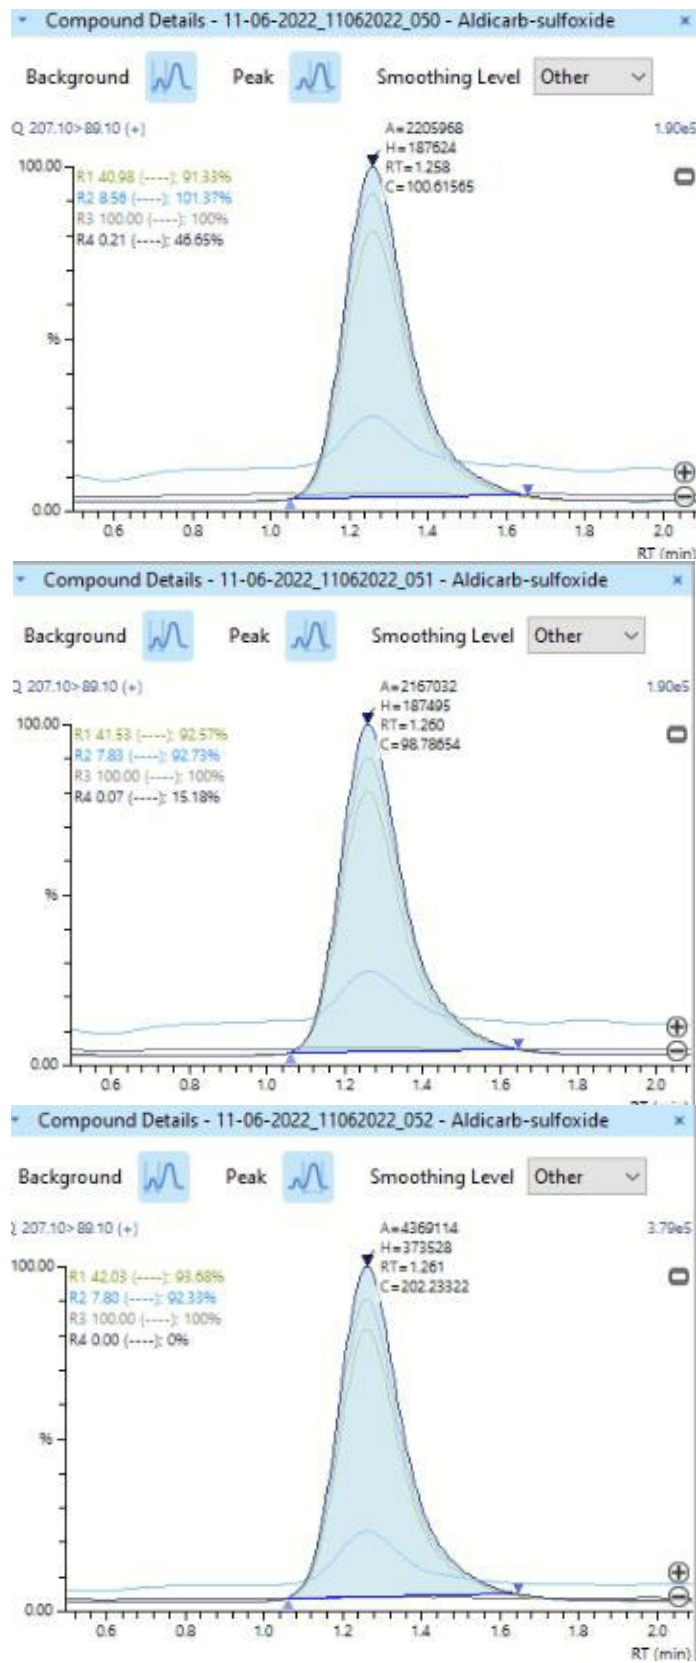 Compound Details - 11-06-2022_11062022_050 - Aldicarb-sulfoxide
Background Peak Smoothing Level Other
Q 207.10>89.10 (+) 1.90e5
A=2205968
H=187624
RT=1.258
C=100.61565
R1 40.98 (----): 91.33%
R2 8.56 (----): 101.37%
R3 100.00 (----): 100%
R4 0.21 (----): 46.65%
100.00
%
0.00
0.6 0.8 1.0 1.2 1.4 1.6 1.8 2.0
RT (min)
Compound Details - 11-06-2022_11062022_051 - Aldicarb-sulfoxide
Background Peak Smoothing Level Other
Q 207.10>89.10 (+) 1.90e5
A=2167032
H=187495
RT=1.260
C=98.78654
R1 41.53 (----): 92.57%
R2 7.83 (----): 92.73%
R3 100.00 (----): 100%
R4 0.07 (----): 15.18%
100.00
%
0.00
0.6 0.8 1.0 1.2 1.4 1.6 1.8 2.0
Compound Details - 11-06-2022_11062022_052 - Aldicarb-sulfoxide
Background Peak Smoothing Level Other
207.10>89.10 (+) 3.79e5
A=4369114
H=373528
RT=1.261
C=202.23322
R1 42.03 (----): 93.68%
R2 7.80 (----): 92.33%
R3 100.00 (----): 100%
R4 0.00 (----): 0%
100.00
%
0.00
0.6 0.8 1.0 1.2 1.4 1.6 1.8 2.0
RT (min)